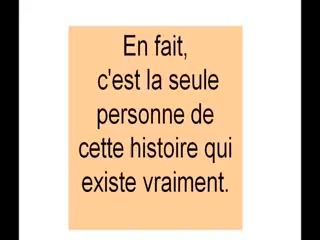 En fait,
c'est la seule
personne de
cette histoire qui
existe vraiment.